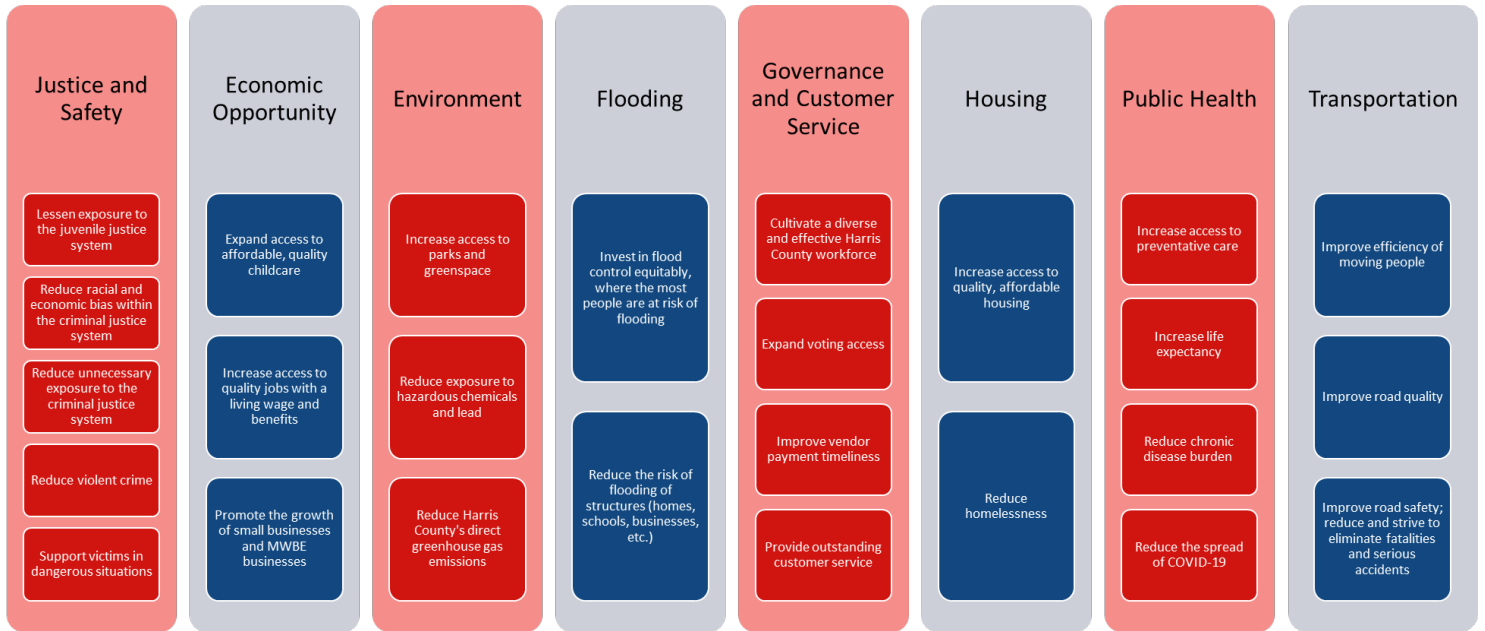 Justice and
Safety
Lessen exposure to
the juvenile justice
system
Reduce racial and
economic bias within
the criminal justice
system
Reduce unnecessary
exposure to the
criminal justice
system
Reduce violent crime
Support victims in
dangerous situations
Economic
Opportunity
Expand access to
affordable, quality
childcare
Increase access to
quality jobs with a
living wage and
benefits
Promote the growth
of small businesses
and MWBE
businesses
Environment
Increase access to
parks and
greenspace
Reduce exposure to
hazardous chemicals
and lead
Reduce Harris
County's direct
greenhouse gas
emissions
Flooding
Invest in flood
control equitably,
where the most
people are at risk of
flooding
Reduce the risk of
flooding of
structures (homes,
schools, businesses,
etc.)
Governance
and Customer
Service
Cultivate a diverse
and effective Harris
County workforce
Expand voting access
Improve vendor
payment timeliness
Provide outstanding
customer service
Housing
Increase access to
quality, affordable
housing
Reduce
homelessness
Public Health
Increase access to
preventative care
Increase life
expectancy
Reduce chronic
disease burden
Reduce the spread
of COVID-19
Transportation
Improve efficiency of
moving people
Improve road quality
Improve road safety;
reduce and strive to
eliminate fatalities
and serious
accidents